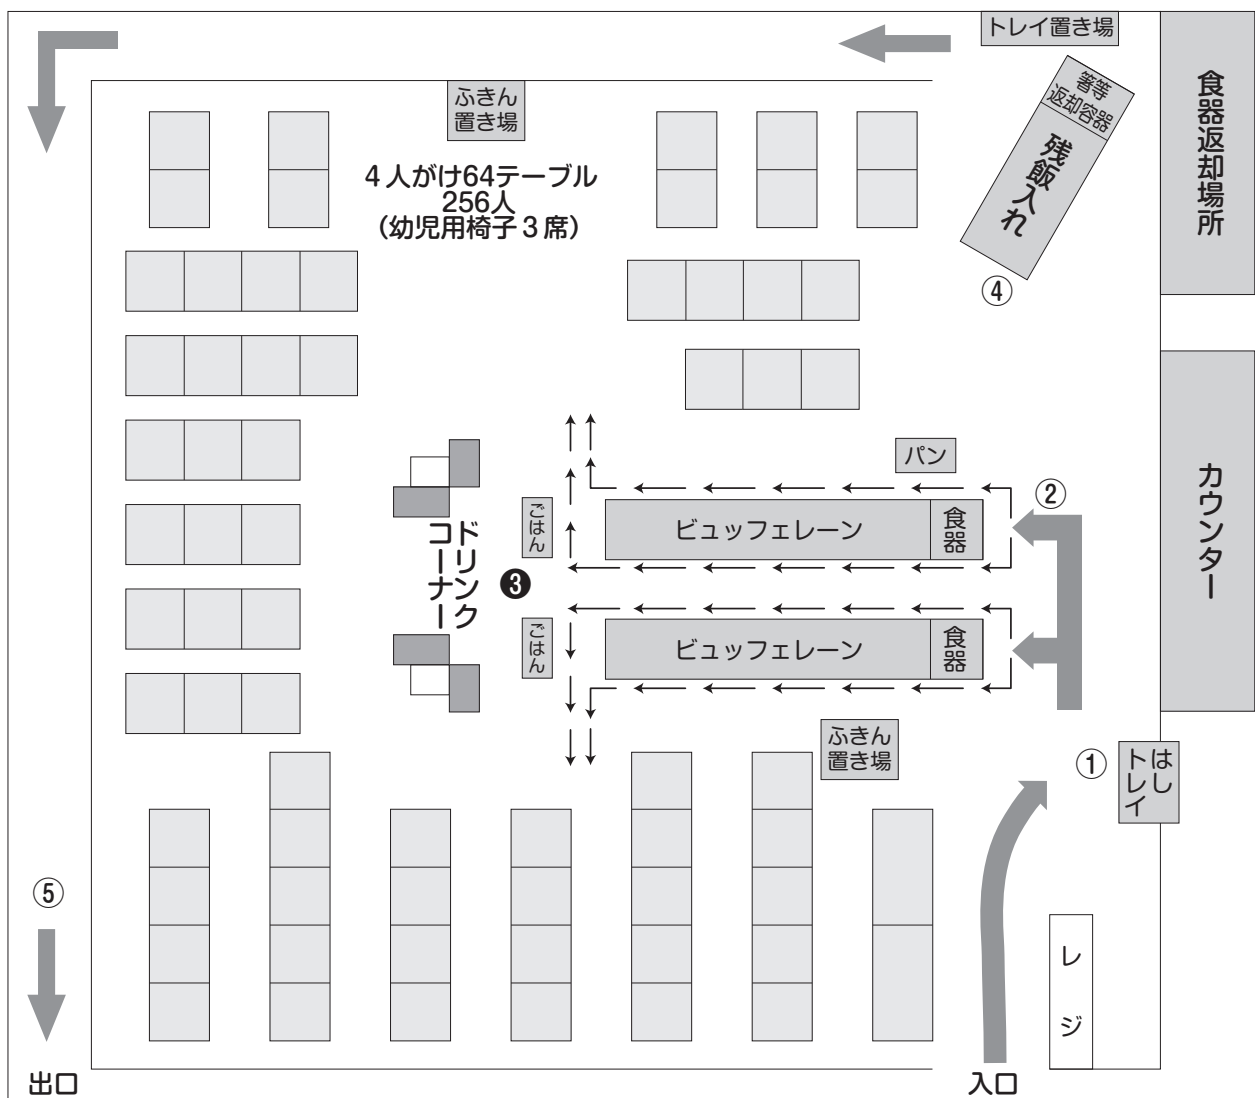 トレイ置き場
箸等
返却容器
残飯入れ
食器返却場所
ふきん
置き場
4人がけ64テーブル
256人
(幼児用椅子3席)
④
カウンター
パン
②
ごはん
ビュッフェレーン
食器
ドリンク
コーナー
❸
ごはん
ビュッフェレーン
食器
ふきん
置き場
①
はし
トレイ
⑤
レジ
出口
入口